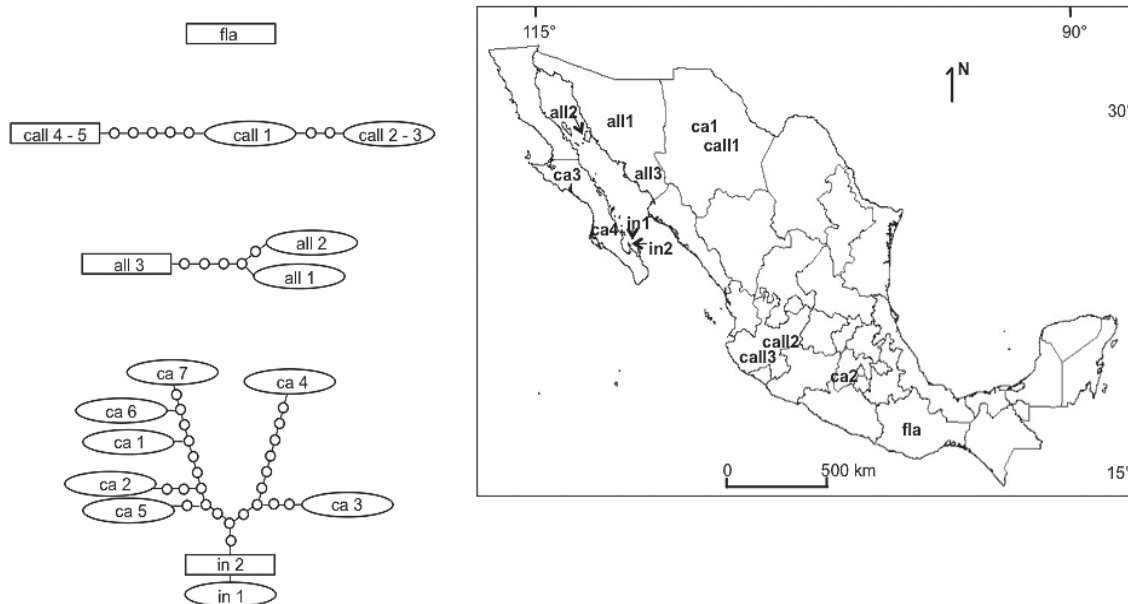 fla
call 4 - 5
call 1
call 2 - 3
all 2
all 3
all 1
ca 7
ca 4
ca 6
ca 1
ca 2
ca 5
ca 3
in 2
in 1
115°
90°
N
30°
all2
all1
ca1
call1
ca3
all3
ca4
in1
in2
call2
call3
ca2
fla
0
500 km
15°